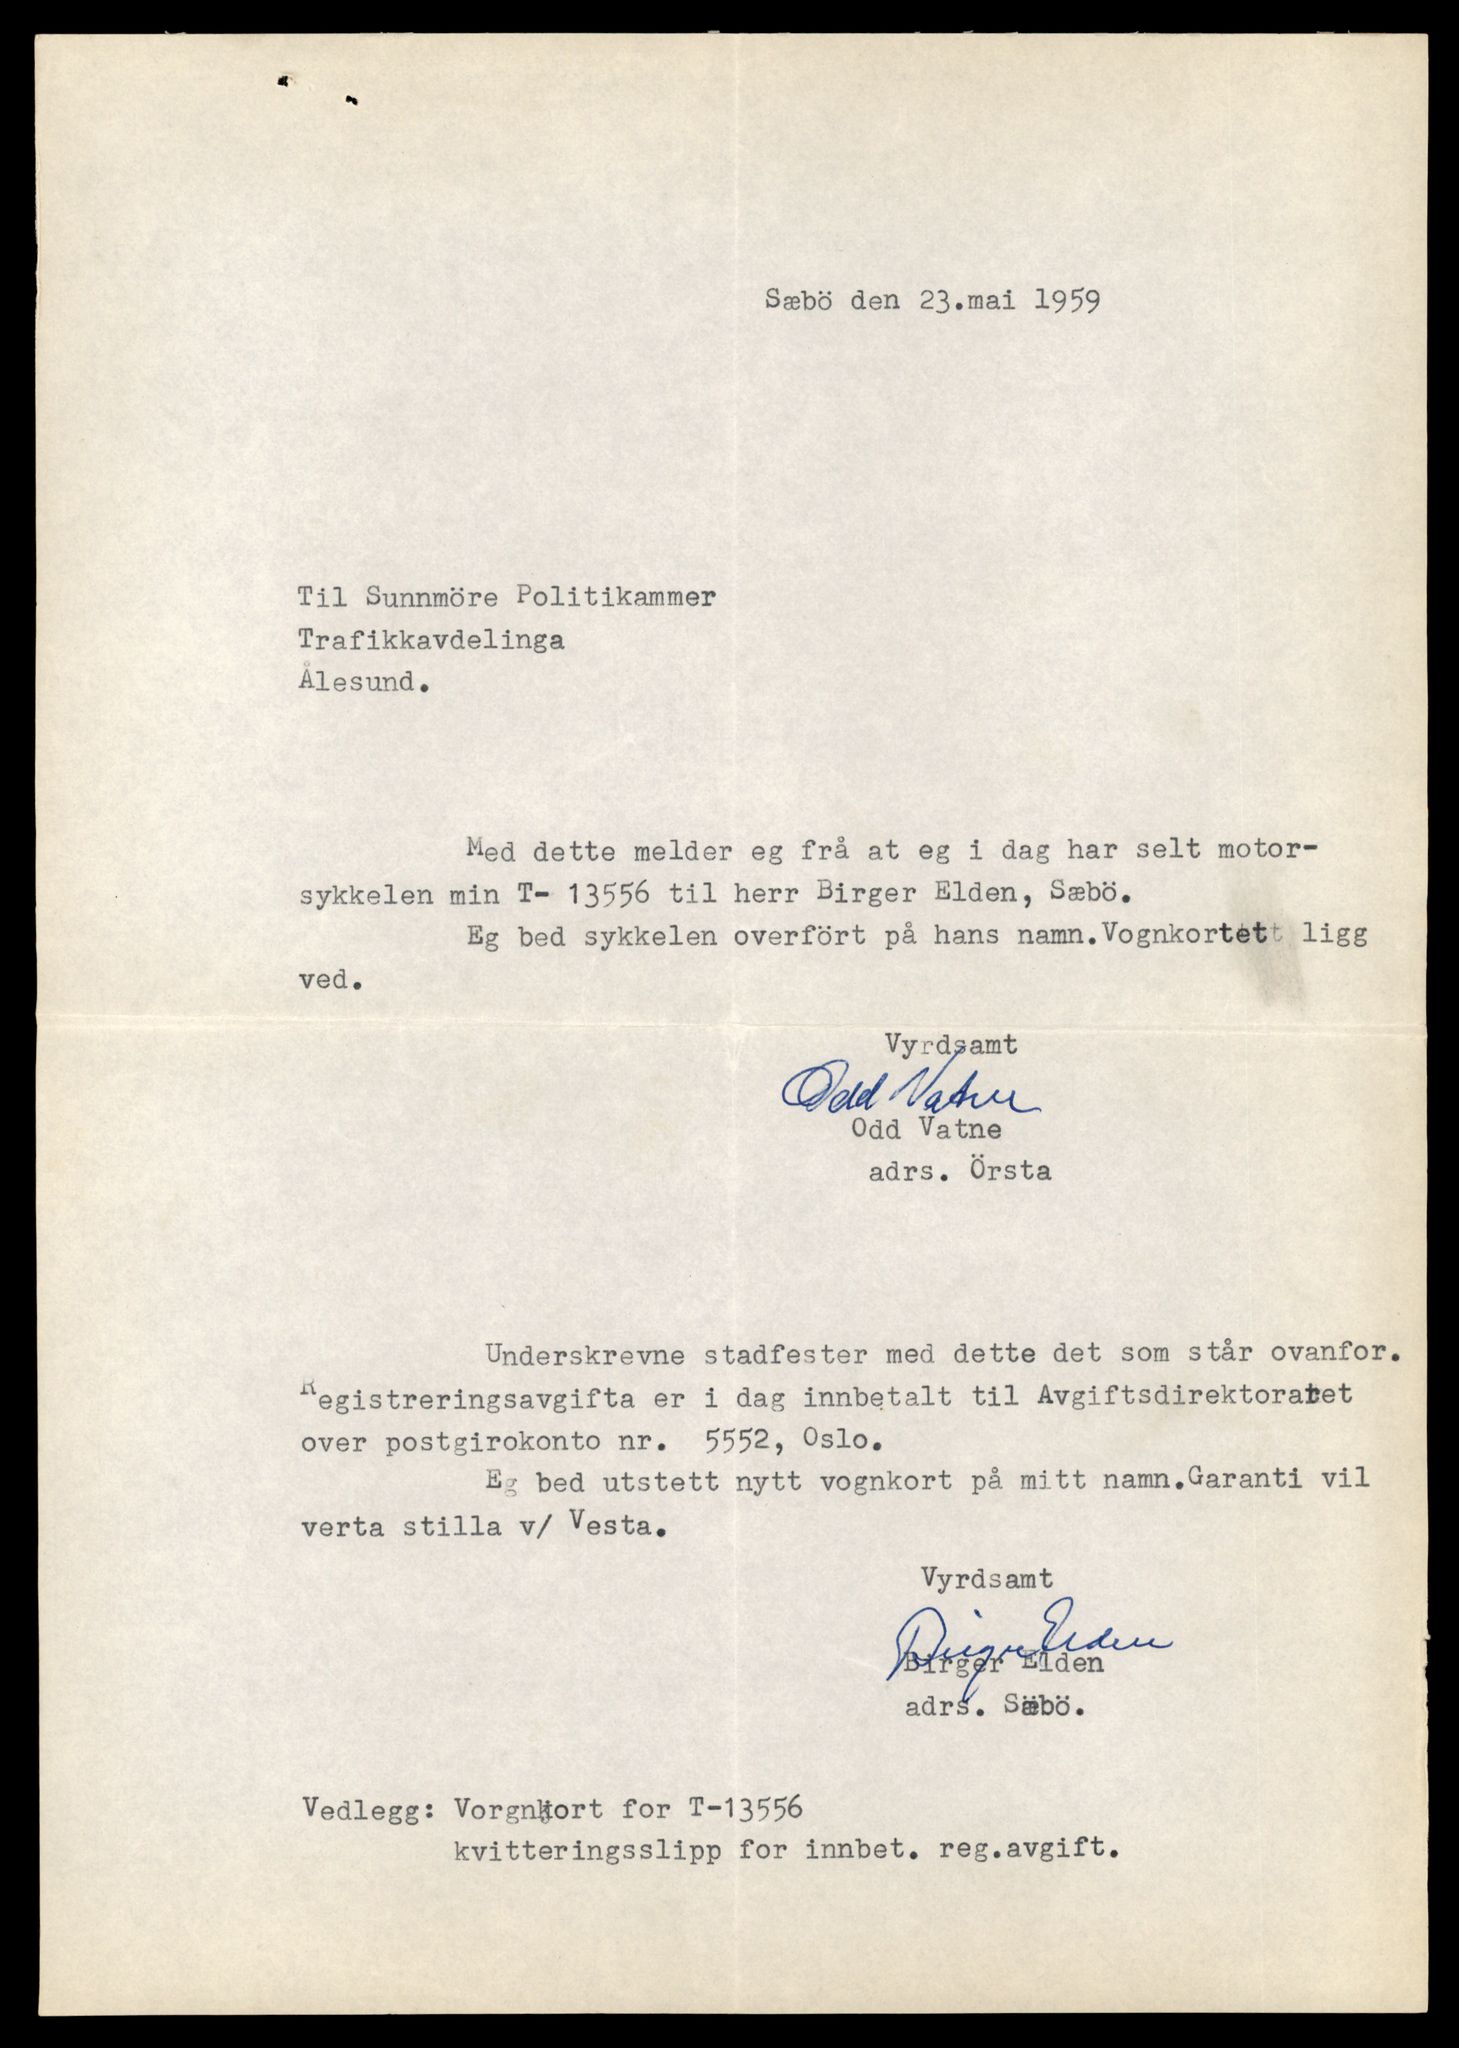 Sæbö den 23.mai 1959
Til Sunnmöre Politikammer
Trafikkavdelinga
Ålesund.
Med dette melder eg frå at eg i dag har selt motor-
sykkelen min T- 13556 til herr Birger Elden, Sæbö.
Eg bed sykkelen overfört på hans namn.Vognkortett ligg
ved.
Vyrdsamt
Odd Vatne
Odd Vatne
adrs. Örsta
Underskrevne stadfester med dette det som står ovanfor.
Registreringsavgifta er i dag innbetalt til Avgiftsdirektoratet
over postgirokonto nr. 5552, Oslo.
Eg bed utstett nytt vognkort på mitt namn.Garanti vil
verta stilla v/ Vesta.
Vyrdsamt
Birger Elden
Birger Elden
adrs. Sæbö.
Vedlegg: Vorgnkort for T-13556
kvitteringsslipp for innbet. reg.avgift.